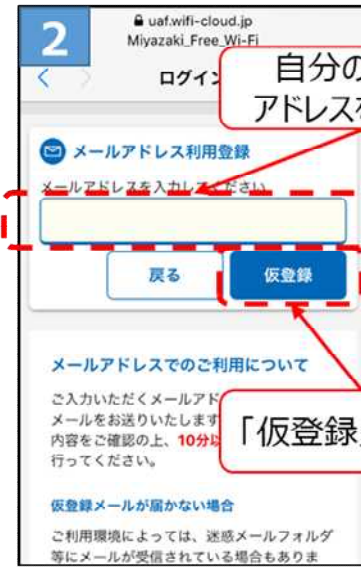 2
uaf.wifi-cloud.jp
Miyazaki_Free_Wi-Fi
ログイン
自分の
アドレスを
メールアドレス利用登録
メールアドレスを入力してください
戻る
仮登録
メールアドレスでのご利用について
ご入力いただくメールアド
メールをお送りいたします
「仮登録」
内容をご確認の上、10分以
行ってください。
仮登録メールが届かない場合
ご利用環境によっては、迷惑メールフォルダ
等にメールが受信されている場合もありま